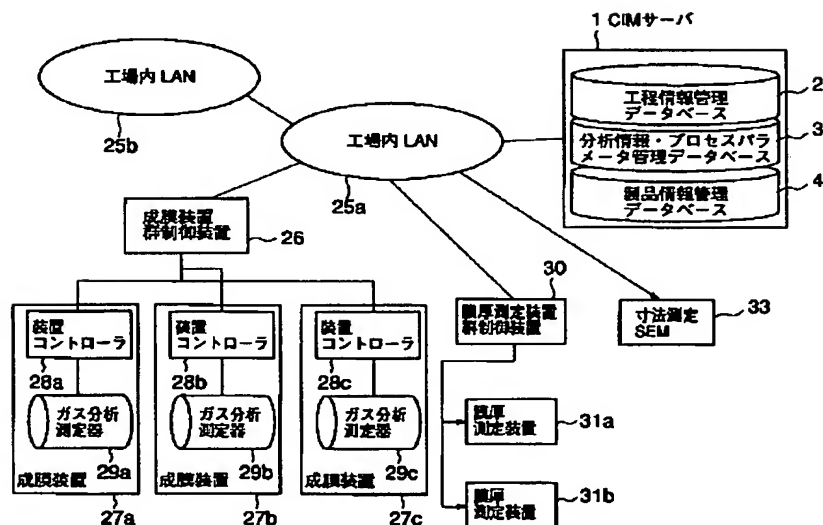 1 CIMサーバ
工場内 LAN
25b
工場内 LAN
25a
工程情報管理
データベース
2
分析情報・プロセスパラ
メータ管理データベース
3
製品情報管理
データベース
4
成膜装置
群制御装置
26
30
膜厚測定装置
群制御装置
寸法測定
SEM
33
装置
コントローラ
28a
ガス分析
測定器
29a
成膜装置
27a
装置
コントローラ
28b
ガス分析
測定器
29b
成膜装置
27b
装置
コントローラ
28c
ガス分析
測定器
29c
成膜装置
27c
膜厚
測定装置
31a
膜厚
測定装置
31b